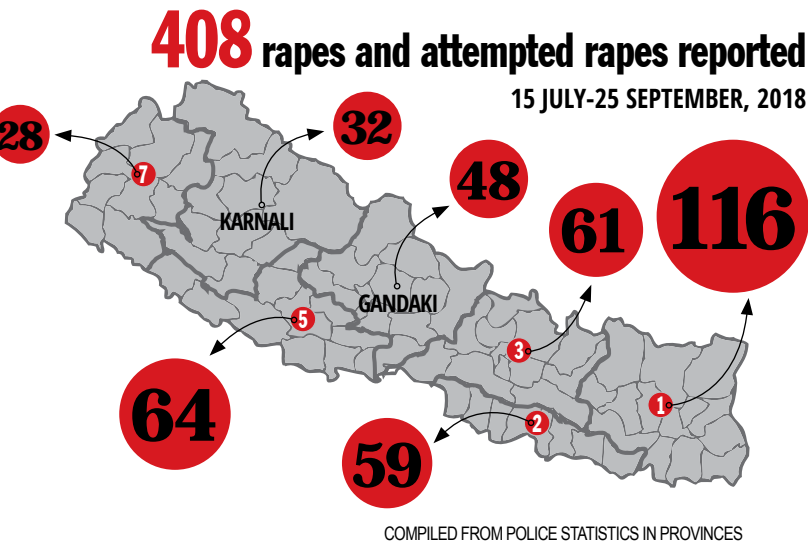 408 rapes and attempted rapes reported
15 JULY-25 SEPTEMBER, 2018
28
32
48
61
116
7
KARNALI
GANDAKI
5
3
1
2
64
59
COMPILED FROM POLICE STATISTICS IN PROVINCES